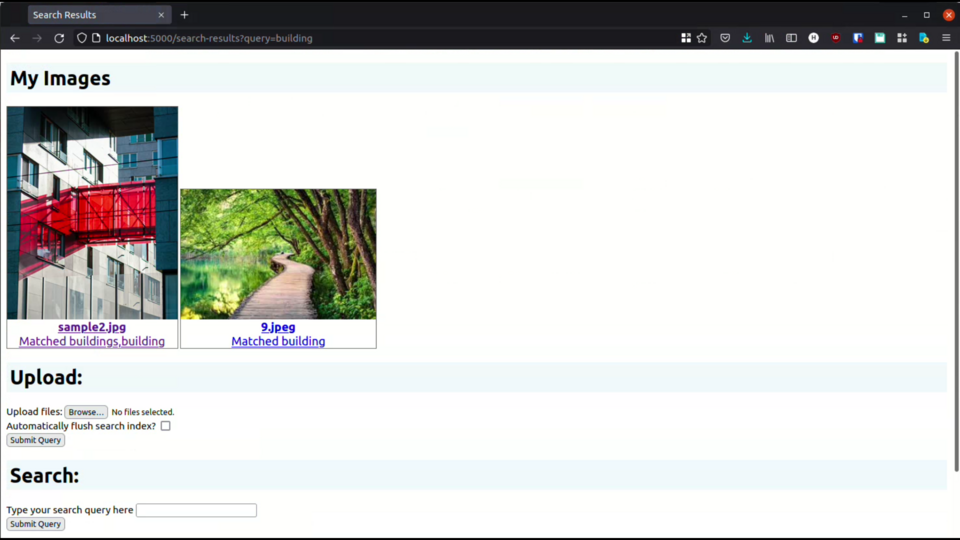 Search Results
localhost:5000/search-results?query=building
My Images
sample2.jpg
Matched buildings,building
9.jpeg
Matched building
Upload:
Upload files: Browse... No files selected.
Automatically flush search index?
Submit Query
Search:
Type your search query here
Submit Query